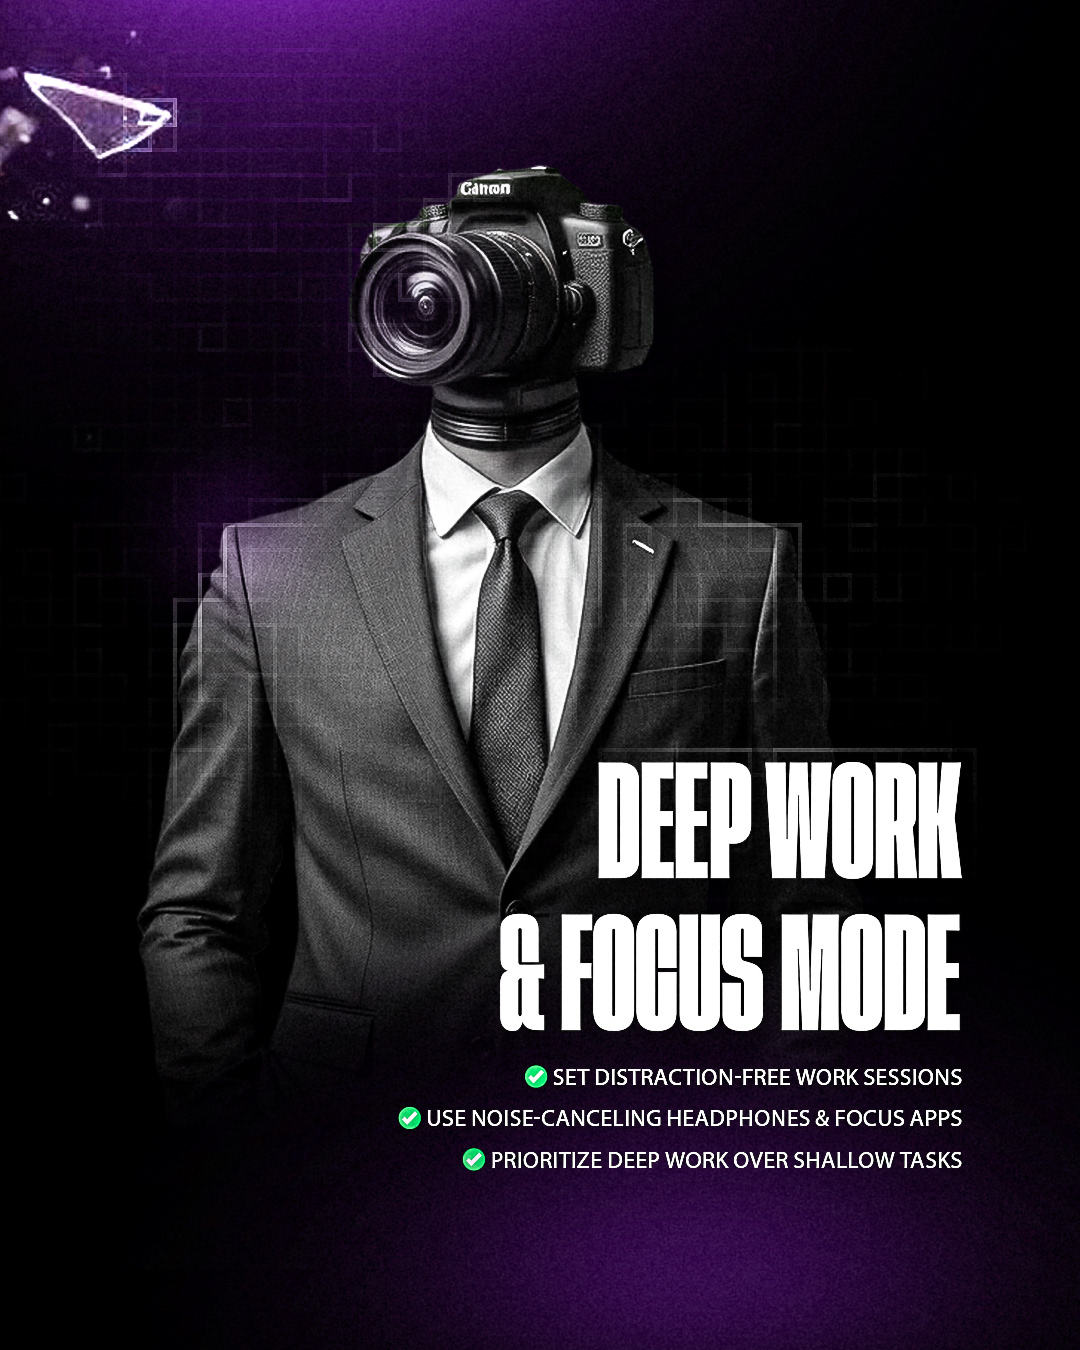 Canon
DEEP WORK
& FOCUS MODE
SET DISTRACTION-FREE WORK SESSIONS
USE NOISE-CANCELING HEADPHONES & FOCUS APPS
PRIORITIZE DEEP WORK OVER SHALLOW TASKS